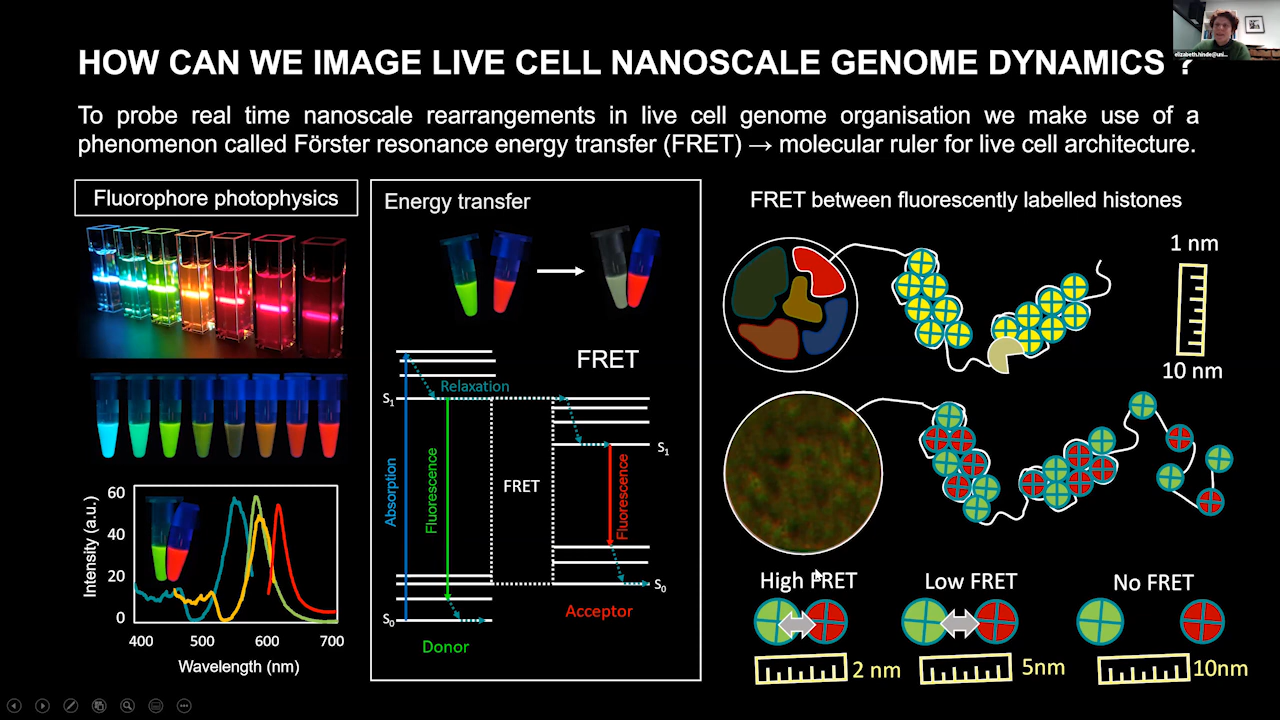 elizabeth.hinde@uni...
HOW CAN WE IMAGE LIVE CELL NANOSCALE GENOME DYNAMICS ?
To probe real time nanoscale rearrangements in live cell genome organisation we make use of a
phenomenon called Förster resonance energy transfer (FRET) → molecular ruler for live cell architecture.
Fluorophore photophysics
Intensity (a.u.)
60
40
20
0
400 500 600 700
Wavelength (nm)
Energy transfer
FRET
Relaxation
S1
S1
Absorption
Fluorescence
FRET
Fluorescence
S0
S0
Acceptor
Donor
FRET between fluorescently labelled histones
1 nm
10 nm
High FRET
Low FRET
No FRET
2 nm
5nm
10nm